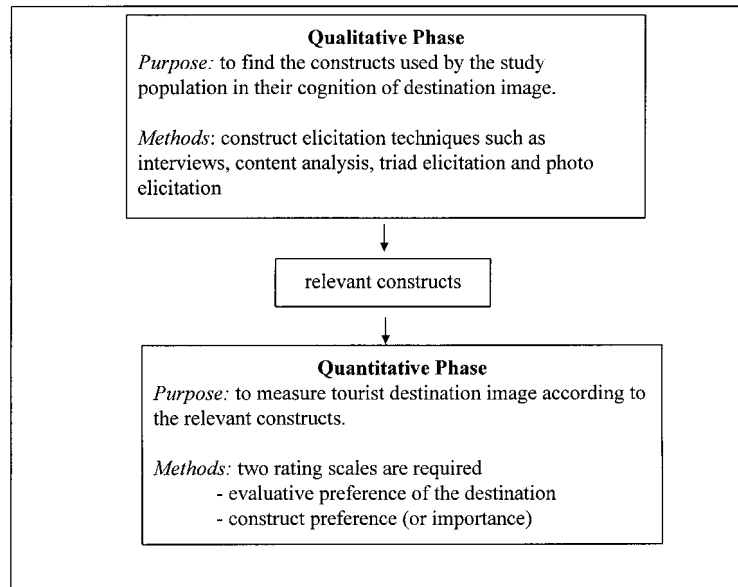 Qualitative Phase
Purpose: to find the constructs used by the study
population in their cognition of destination image.
Methods: construct elicitation techniques such as
interviews, content analysis, triad elicitation and photo
elicitation
relevant constructs
Quantitative Phase
Purpose: to measure tourist destination image according to
the relevant constructs.
Methods: two rating scales are required
- evaluative preference of the destination
- construct preference (or importance)